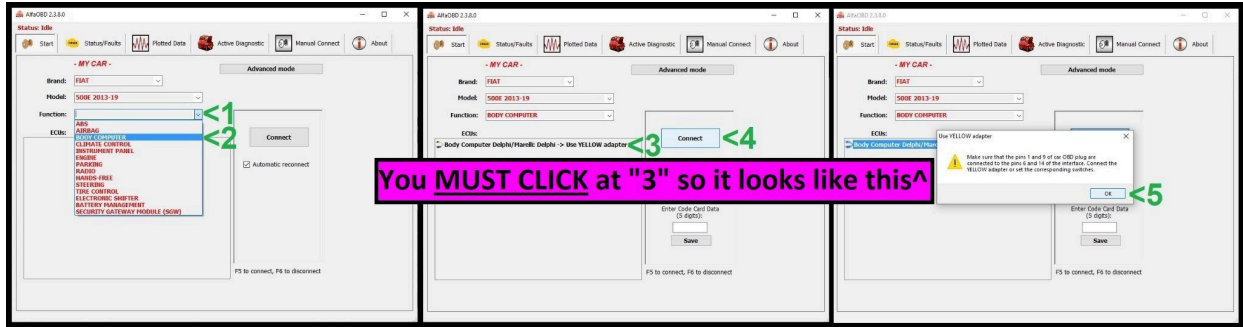 AlfaOBD 2.3.8.0
Status: Idle
Start Status/Faults Plotted Data Active Diagnostic Manual Connect About
- MY CAR -
Advanced mode
Brand: FIAT
Model: 500E 2013-19
Function: <1
ECUs:
ABS
AIRBAG
BODY COMPUTER <2
CLIMATE CONTROL
INSTRUMENT PANEL
ENGINE
PARKING
RADIO
HANDS-FREE
STEERING
TIRE CONTROL
ELECTRONIC SHIFTER
BATTERY MANAGEMENT
SECURITY GATEWAY MODULE (SGW)
Connect
Automatic reconnect
F5 to connect, F6 to disconnect
AlfaOBD 2.3.8.0
Status: Idle
Start Status/Faults Plotted Data Active Diagnostic Manual Connect About
- MY CAR -
Advanced mode
Brand: FIAT
Model: 500E 2013-19
Function: BODY COMPUTER
ECUs:
Body Computer Delphi/Marelli: Delphi -> Use YELLOW adapter <3
Connect <4
You MUST CLICK at "3" so it looks like this^
Enter Code Card Data
(5 digits):
Save
F5 to connect, F6 to disconnect
AlfaOBD 2.3.8.0
Status: Idle
Start Status/Faults Plotted Data Active Diagnostic Manual Connect About
- MY CAR -
Advanced mode
Brand: FIAT
Model: 500E 2013-19
Function: BODY COMPUTER
ECUs:
Body Computer Delphi/Mar
Use YELLOW adapter
Make sure that the pins 1 and 9 of car OBD plug are
connected to the pins 6 and 14 of the interface. Connect the
YELLOW adapter or set the corresponding switches.
OK <5
Enter Code Card Data
(5 digits):
Save
F5 to connect, F6 to disconnect